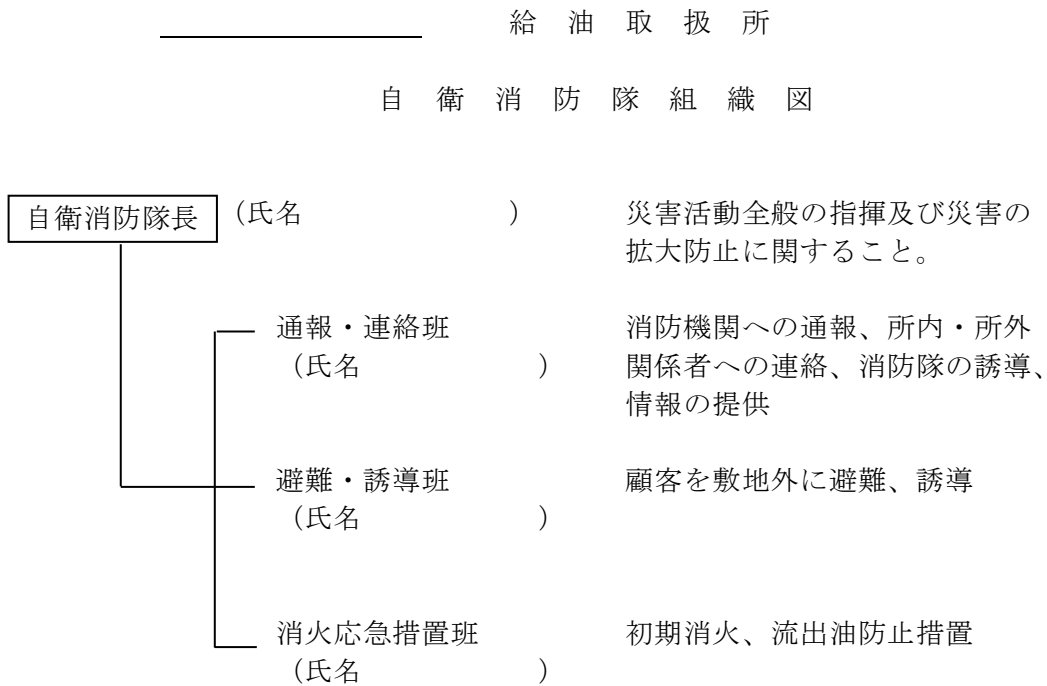 給油取扱所
自衛消防隊組織図
自衛消防隊長 (氏名 ) 災害活動全般の指揮及び災害の
拡大防止に関すること。
通報・連絡班 消防機関への通報、所内・所外
(氏名 ) 関係者への連絡、消防隊の誘導、
情報の提供
避難・誘導班 顧客を敷地外に避難、誘導
(氏名 )
消火応急措置班 初期消火、流出油防止措置
(氏名 )